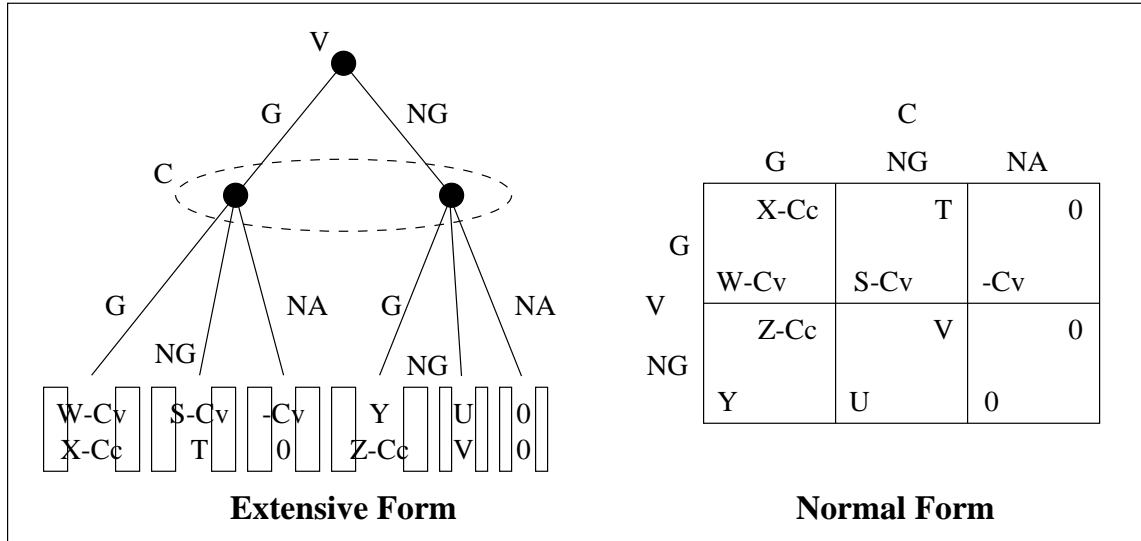 V
G NG
C
G NG NA G NG NA
W-Cv S-Cv -Cv Y U 0
X-Cc T 0 Z-Cc V 0
Extensive Form
C
G NG NA
X-Cc T 0
G
W-Cv S-Cv -Cv
V
Z-Cc V 0
NG
Y U 0
Normal Form